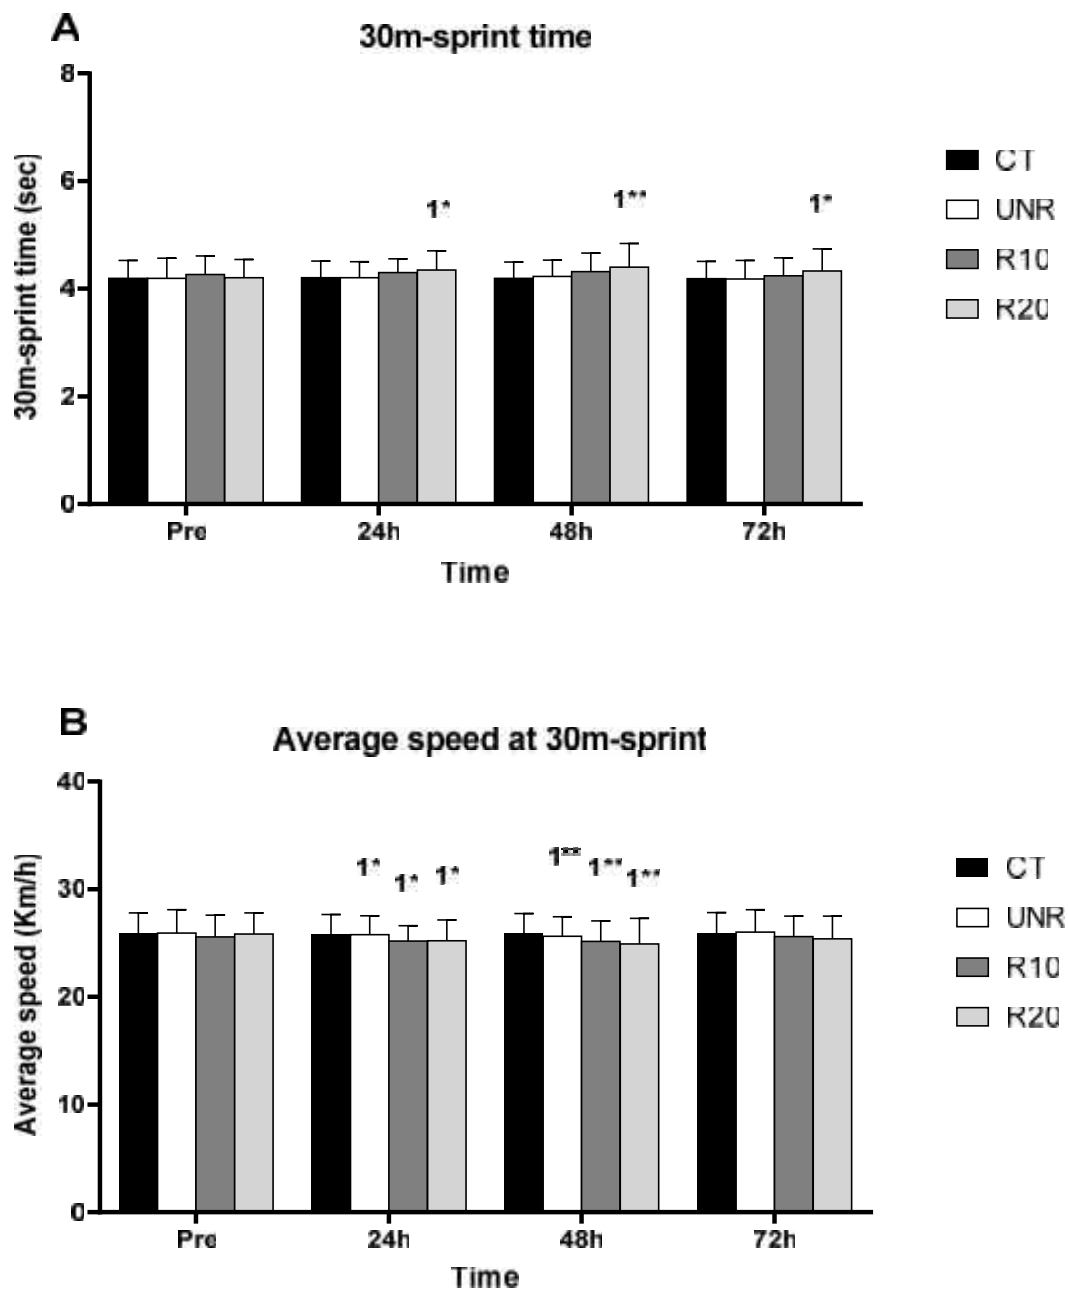 A
30m-sprint time
8
6
4
2
0
30m-sprint time (sec)
1*
1**
1*
Pre
24h
48h
72h
Time
CT
UNR
R10
R20
B
Average speed at 30m-sprint
40
30
20
10
0
Average speed (Km/h)
1*
1*
1*
1**
1**
1**
Pre
24h
48h
72h
Time
CT
UNR
R10
R20